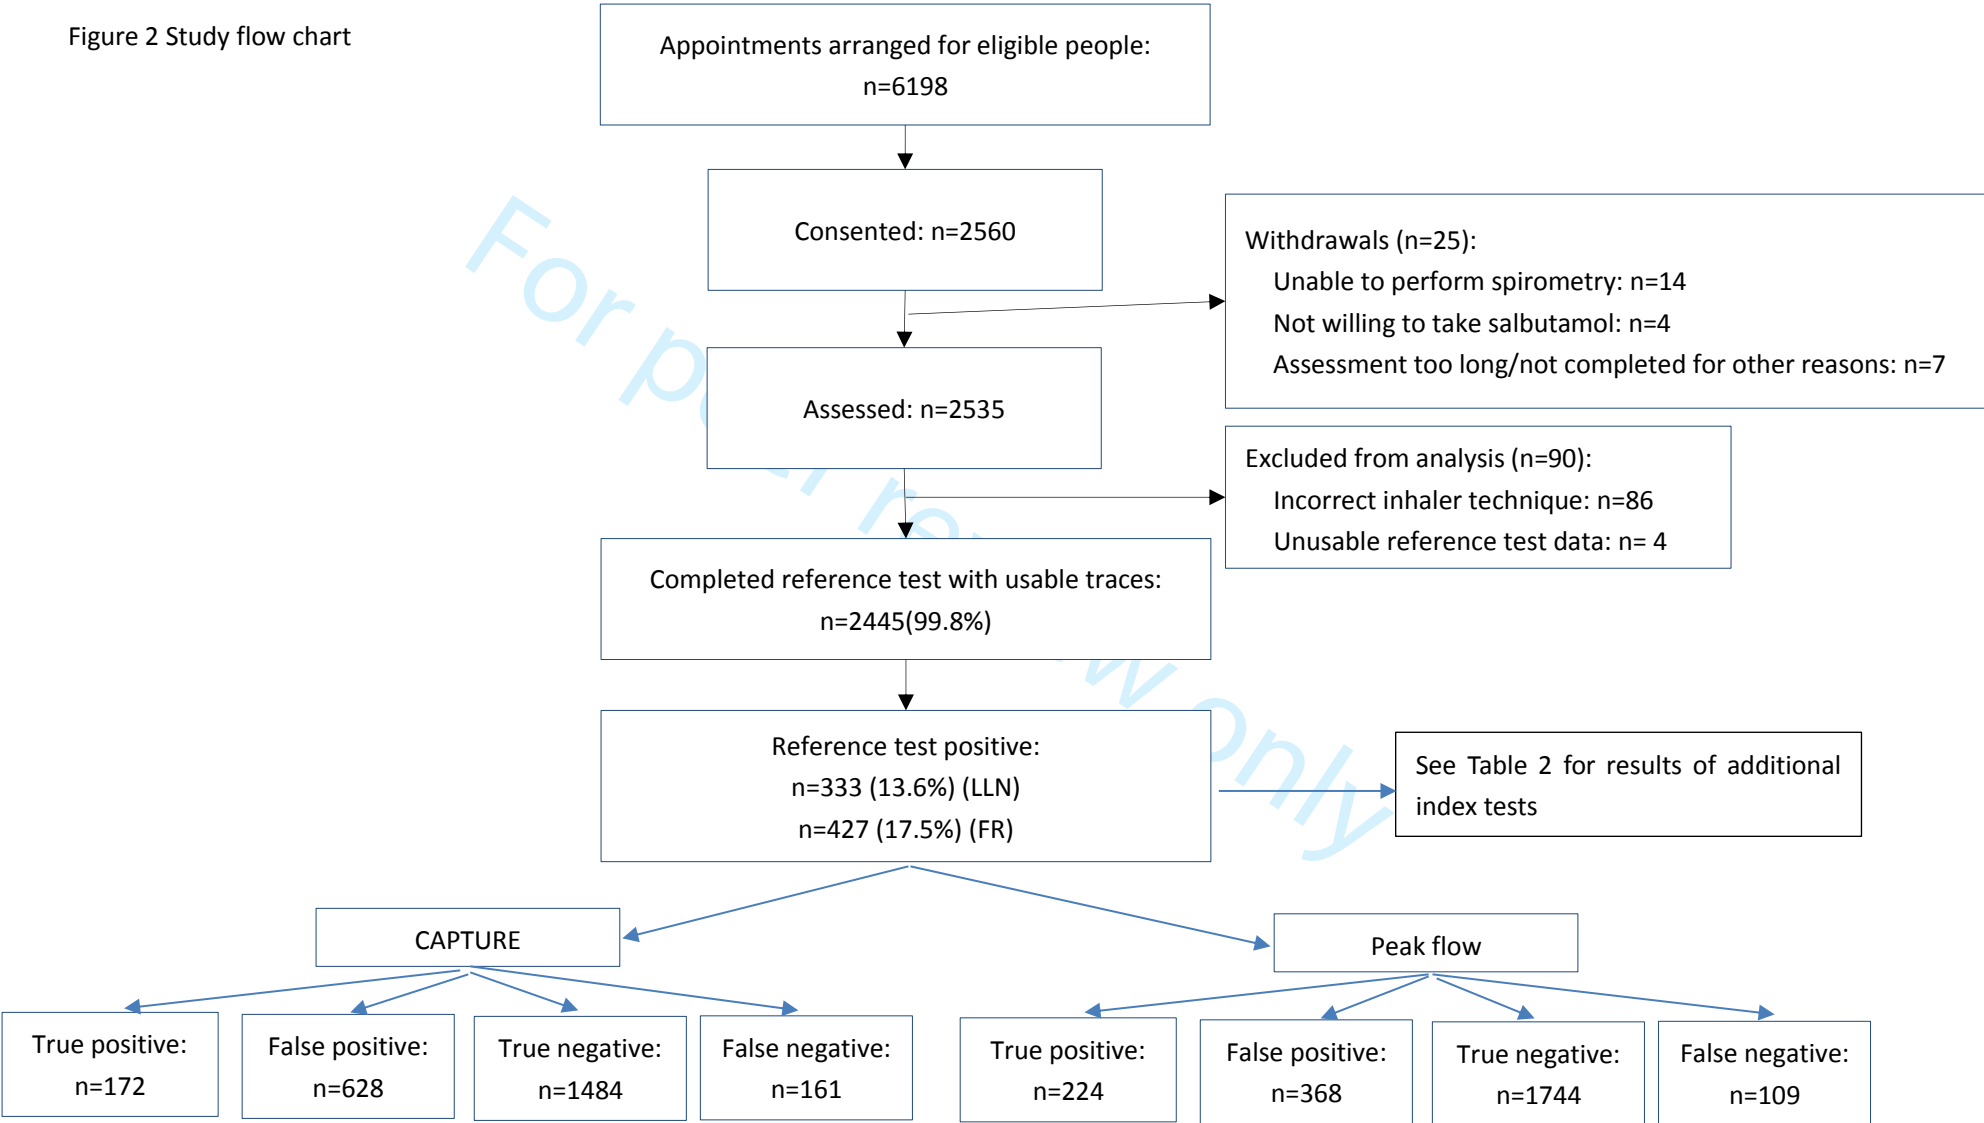 Figure 2 Study flow chart
Appointments arranged for eligible people:
n=6198
Consented: n=2560
Withdrawals (n=25):
Unable to perform spirometry: n=14
Not willing to take salbutamol: n=4
Assessment too long/not completed for other reasons: n=7
Assessed: n=2535
Excluded from analysis (n=90):
Incorrect inhaler technique: n=86
Unusable reference test data: n= 4
Completed reference test with usable traces:
n=2445(99.8%)
Reference test positive:
n=333 (13.6%) (LLN)
n=427 (17.5%) (FR)
See Table 2 for results of additional
index tests
CAPTURE
Peak flow
True positive:
n=172
False positive:
n=628
True negative:
n=1484
False negative:
n=161
True positive:
n=224
False positive:
n=368
True negative:
n=1744
False negative:
n=109
For peer review only